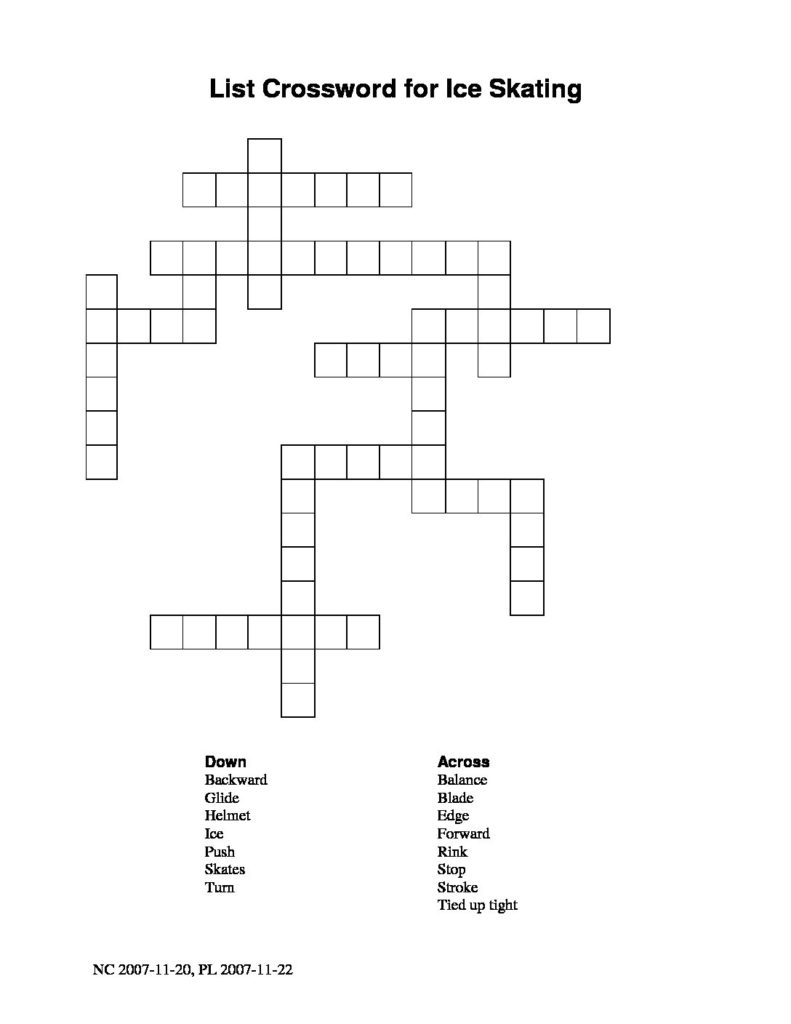 List Crossword for Ice Skating
Down
Backward
Glide
Helmet
Ice
Push
Skates
Turn
Across
Balance
Blade
Edge
Forward
Rink
Stop
Stroke
Tied up tight
NC 2007-11-20, PL 2007-11-22